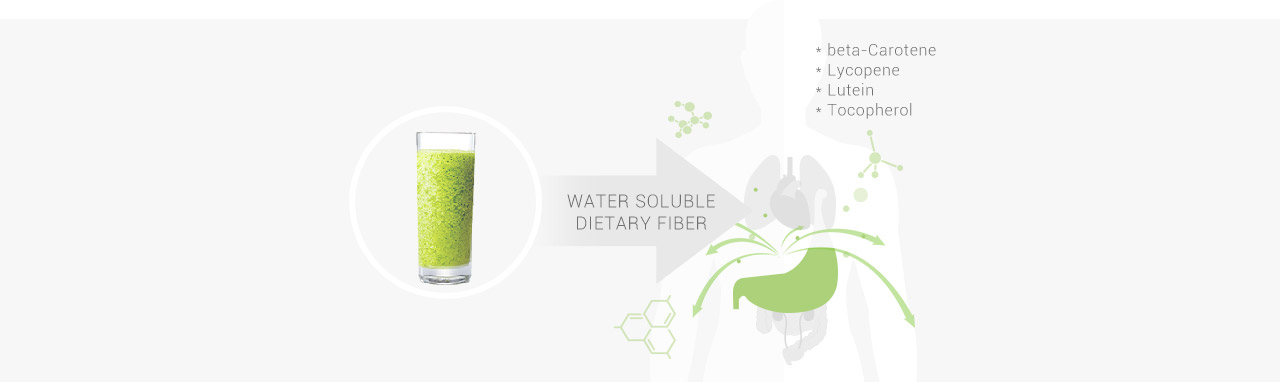 * beta-Carotene
* Lycopene
* Lutein
* Tocopherol
WATER SOLUBLE
DIETARY FIBER